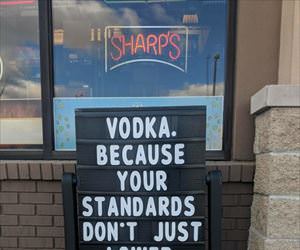 SHARP'S
VODKA.
BECAUSE
YOUR
STANDARDS
DON'T JUST